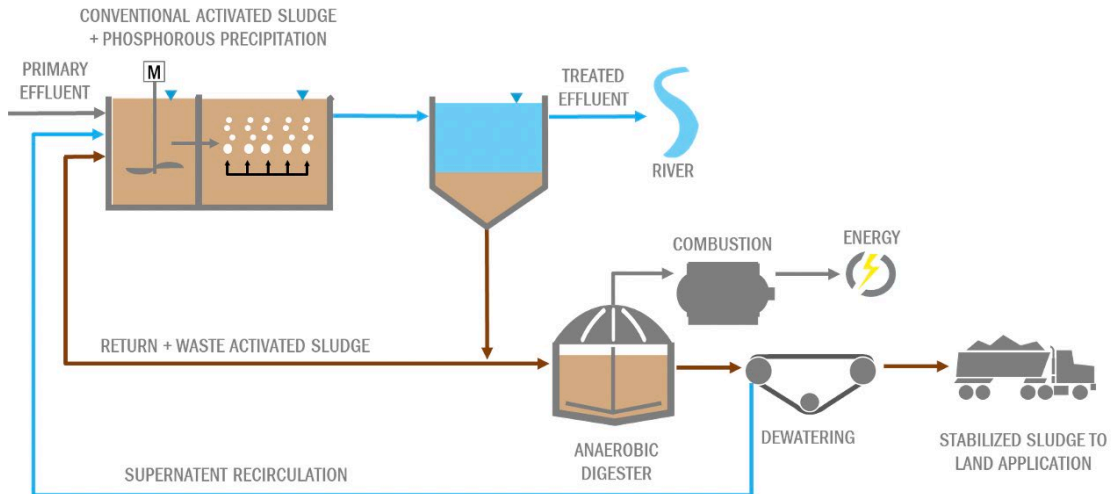 CONVENTIONAL ACTIVATED SLUDGE
+ PHOSPHOROUS PRECIPITATION
PRIMARY
EFFLUENT
M
TREATED
EFFLUENT
RIVER
COMBUSTION
ENERGY
RETURN + WASTE ACTIVATED SLUDGE
ANAEROBIC
DIGESTER
DEWATERING
STABILIZED SLUDGE TO
LAND APPLICATION
SUPERNATENT RECIRCULATION